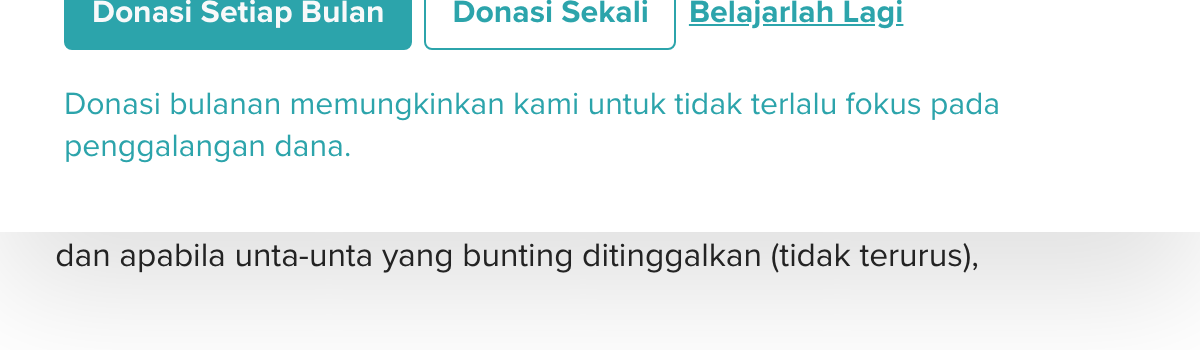 Donasi Setiap Bulan Donasi Sekali Belajarlah Lagi
Donasi bulanan memungkinkan kami untuk tidak terlalu fokus pada
penggalangan dana.
dan apabila unta-unta yang bunting ditinggalkan (tidak terurus),